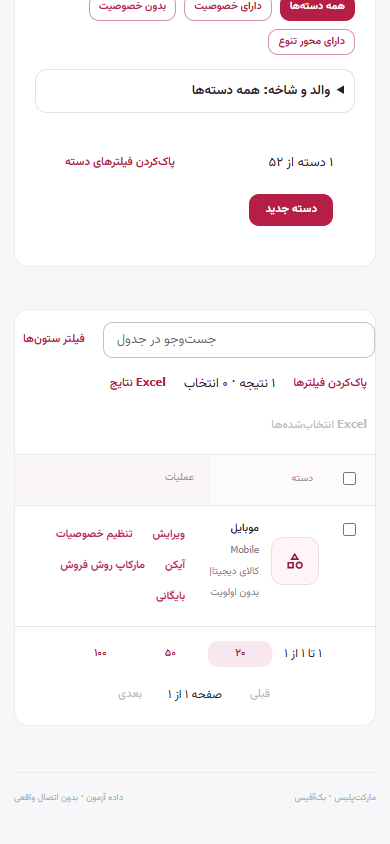 همه دسته‌ها
دارای خصوصیت
بدون خصوصیت
دارای محور تنوع
◀ والد و شاخه: همه دسته‌ها
۱ دسته از ۵۲
پاک‌کردن فیلترهای دسته
دسته جدید
جست‌وجو در جدول
فیلتر ستون‌ها
پاک‌کردن فیلترها
۱ نتیجه · ۰ انتخاب
Excel نتایج
Excel انتخاب‌شده‌ها
دسته
عملیات
موبایل
Mobile
کالای دیجیتا
بدون اولویت
ویرایش
تنظیم خصوصیات
آیکن
مارکاپ روش فروش
بایگانی
۱ تا ۱ از ۱
۲۰
۵۰
۱۰۰
قبلی
صفحه ۱ از ۱
بعدی
مارکت‌پلیس · بک‌آفیس
داده آزمون · بدون اتصال واقعی